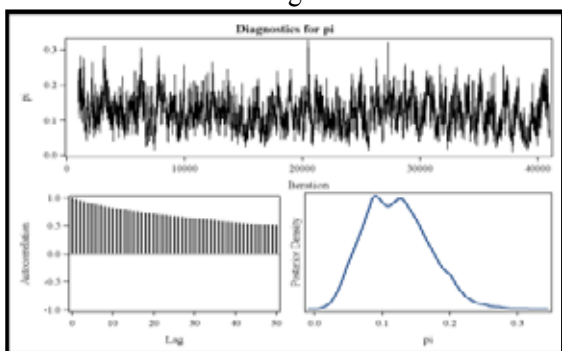 Diagnostics for pi
0.3
0.2
0.1
0.0
pi
0 10000 20000 30000 40000
Iteration
1.0
0.5
0.0
-0.5
-1.0
Autocorrelation
0 10 20 30 40 50
Lag
Posterior Density
0.0 0.1 0.2 0.3
pi